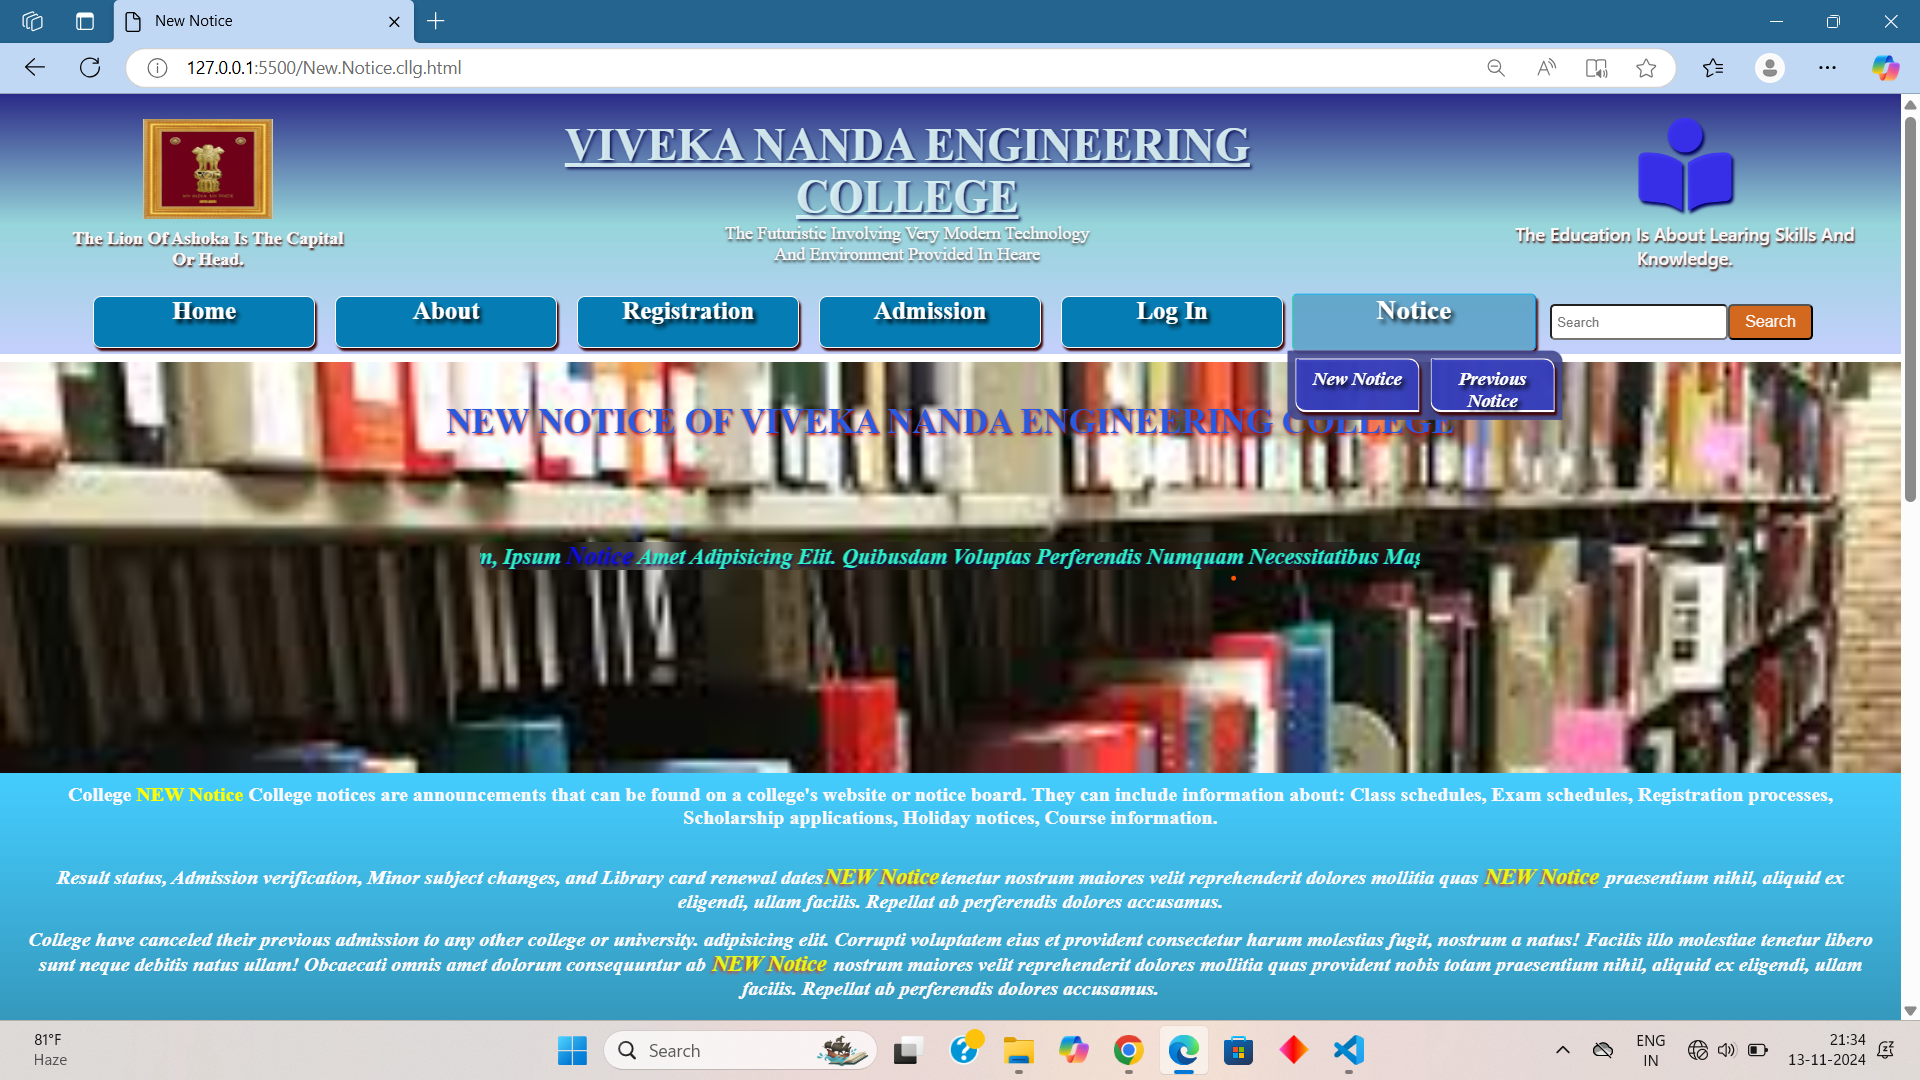 New Notice
127.0.0.1:5500/New.Notice.cllg.html
VIVEKA NANDA ENGINEERING
COLLEGE
The Futuristic Involving Very Modern Technology
And Environment Provided In Heare
The Lion Of Ashoka Is The Capital
Or Head.
The Education Is About Learing Skills And
Knowledge.
Home
About
Registration
Admission
Log In
Notice
Search
Search
New Notice
Previous
Notice
NEW NOTICE OF VIVEKA NANDA ENGINEERING COLLEGE
m, Ipsum Notice Amet Adipisicing Elit. Quibusdam Voluptas Perferendis Numquam Necessitatibus Mag
College NEW Notice College notices are announcements that can be found on a college's website or notice board. They can include information about: Class schedules, Exam schedules, Registration processes,
Scholarship applications, Holiday notices, Course information.
Result status, Admission verification, Minor subject changes, and Library card renewal dates NEW Notice tenetur nostrum maiores velit reprehenderit dolores mollitia quas NEW Notice praesentium nihil, aliquid ex
eligendi, ullam facilis. Repellat ab perferendis dolores accusamus.
College have canceled their previous admission to any other college or university. adipisicing elit. Corrupti voluptatem eius et provident consectetur harum molestias fugit, nostrum a natus! Facilis illo molestiae tenetur libero
sunt neque debitis natus ullam! Obcaecati omnis amet dolorum consequuntur ab NEW Notice nostrum maiores velit reprehenderit dolores mollitia quas provident nobis totam praesentium nihil, aliquid ex eligendi, ullam
facilis. Repellat ab perferendis dolores accusamus.
81°F
Haze
Search
ENG
IN
21:34
13-11-2024